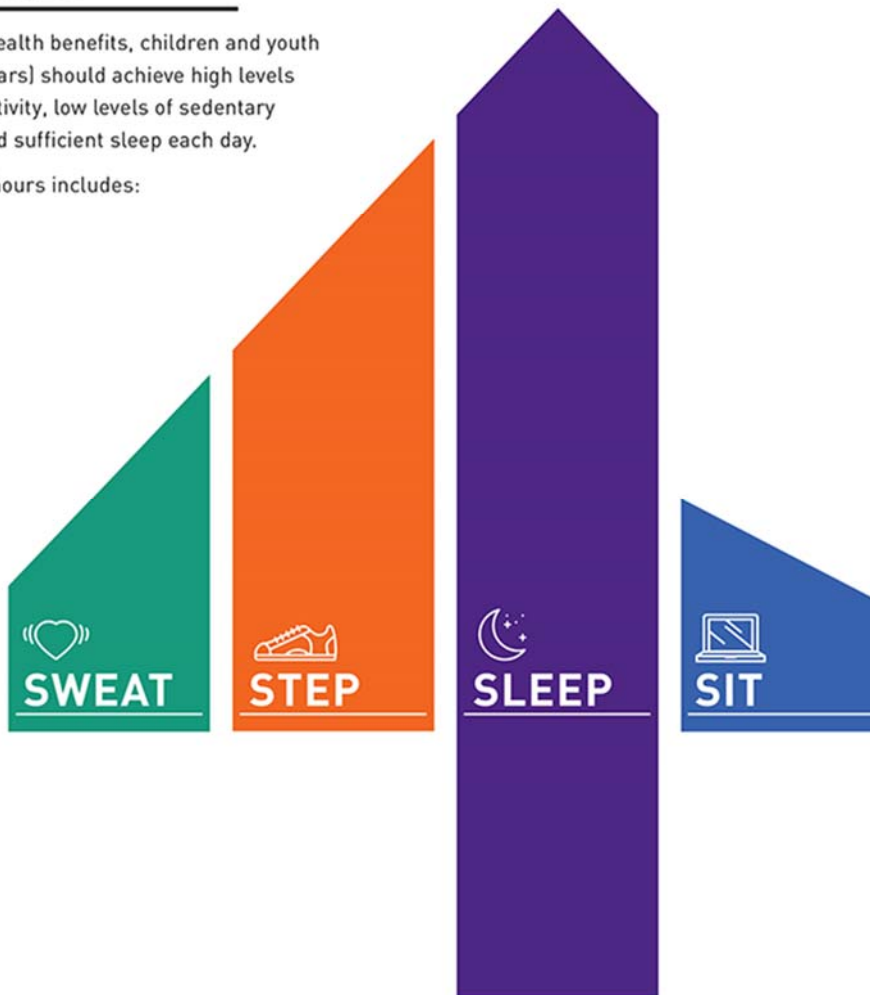 ealth benefits, children and youth
ars) should achieve high levels
tivity, low levels of sedentary
d sufficient sleep each day.
hours includes:
SWEAT
STEP
SLEEP
SIT